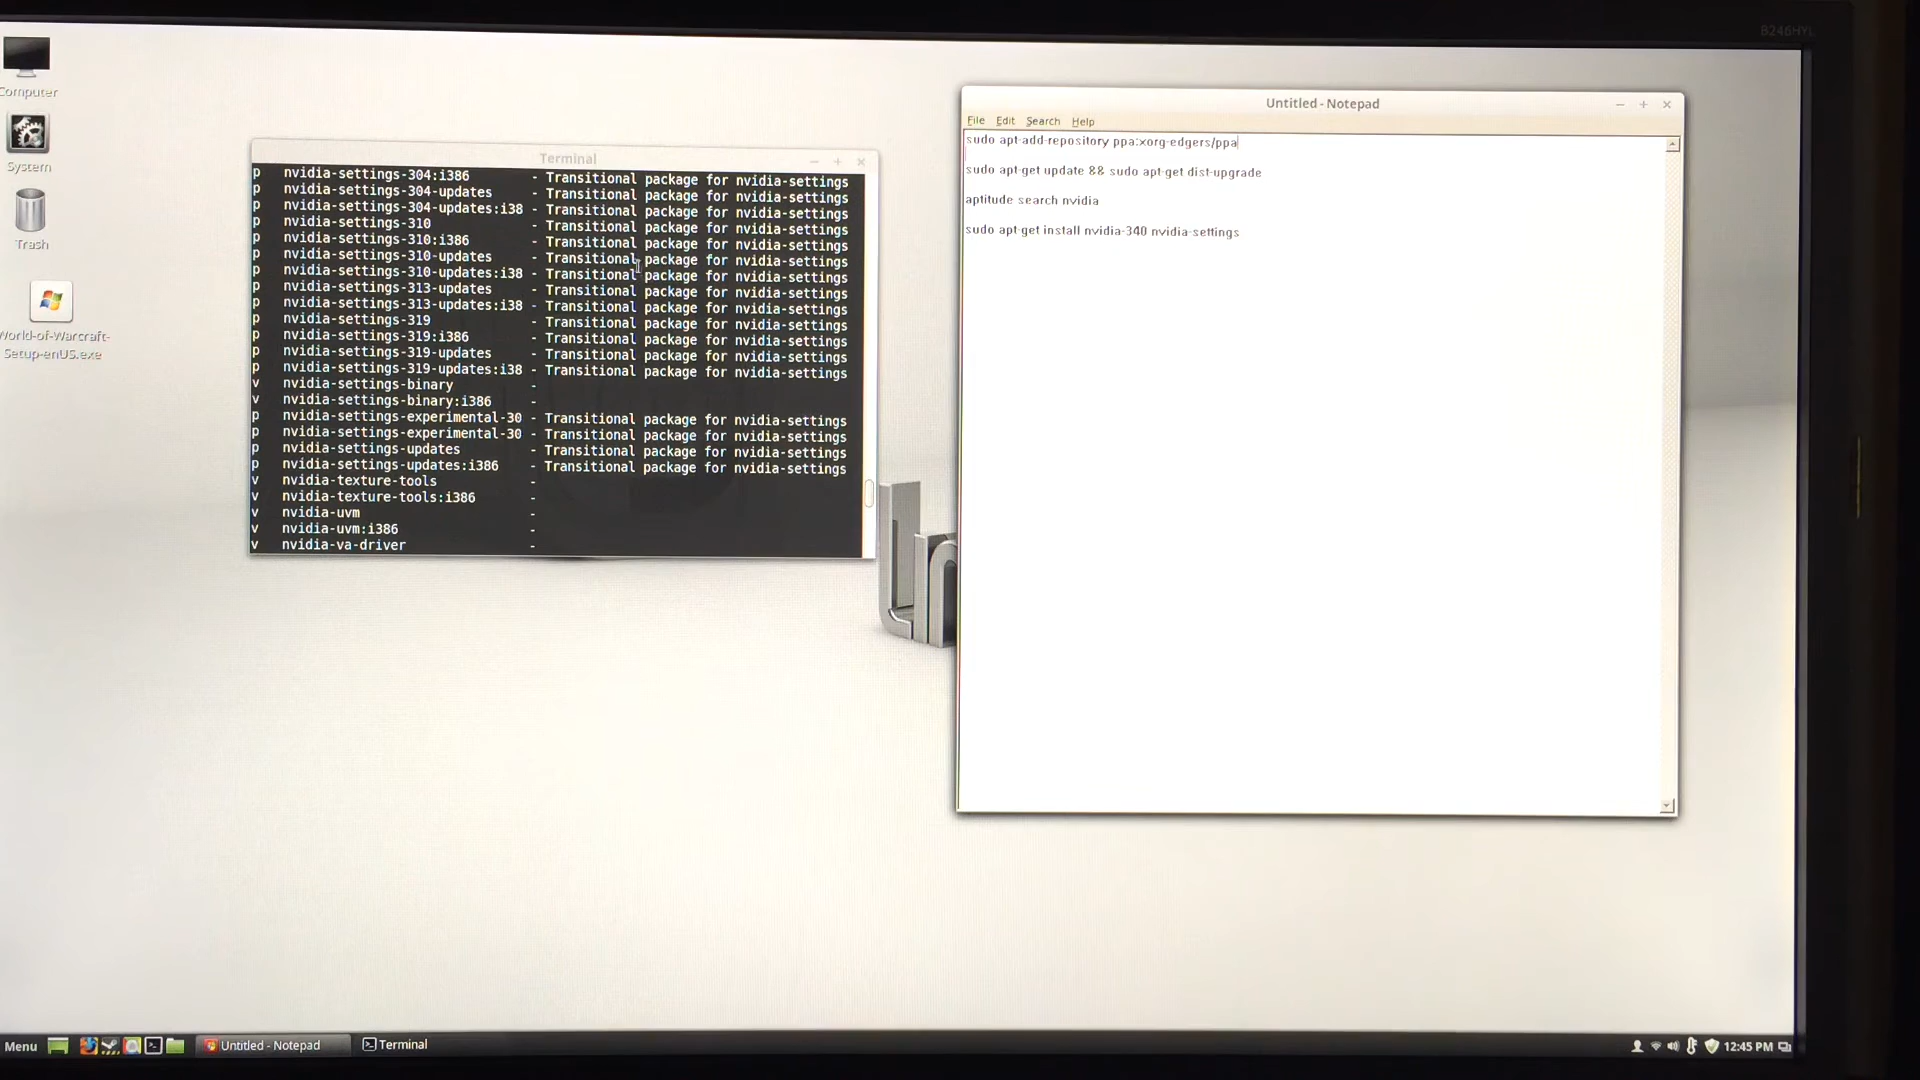 B246HYL
Computer
System
Trash
World-of-Warcraft-
Setup-enUS.exe
Terminal
p nvidia-settings-304:i386 - Transitional package for nvidia-settings
p nvidia-settings-304-updates - Transitional package for nvidia-settings
p nvidia-settings-304-updates:i38 - Transitional package for nvidia-settings
p nvidia-settings-310 - Transitional package for nvidia-settings
p nvidia-settings-310:i386 - Transitional package for nvidia-settings
p nvidia-settings-310-updates - Transitional package for nvidia-settings
p nvidia-settings-310-updates:i38 - Transitional package for nvidia-settings
p nvidia-settings-313-updates - Transitional package for nvidia-settings
p nvidia-settings-313-updates:i38 - Transitional package for nvidia-settings
p nvidia-settings-319 - Transitional package for nvidia-settings
p nvidia-settings-319:i386 - Transitional package for nvidia-settings
p nvidia-settings-319-updates - Transitional package for nvidia-settings
p nvidia-settings-319-updates:i38 - Transitional package for nvidia-settings
v nvidia-settings-binary -
v nvidia-settings-binary:i386 -
p nvidia-settings-experimental-30 - Transitional package for nvidia-settings
p nvidia-settings-experimental-30 - Transitional package for nvidia-settings
p nvidia-settings-updates - Transitional package for nvidia-settings
p nvidia-settings-updates:i386 - Transitional package for nvidia-settings
v nvidia-texture-tools -
v nvidia-texture-tools:i386 -
v nvidia-uvm -
v nvidia-uvm:i386 -
v nvidia-va-driver -
Untitled - Notepad
File Edit Search Help
sudo apt-add-repository ppa:xorg-edgers/ppa
sudo apt-get update && sudo apt-get dist-upgrade
aptitude search nvidia
sudo apt-get install nvidia-340 nvidia-settings
Menu Untitled - Notepad Terminal 12:45 PM